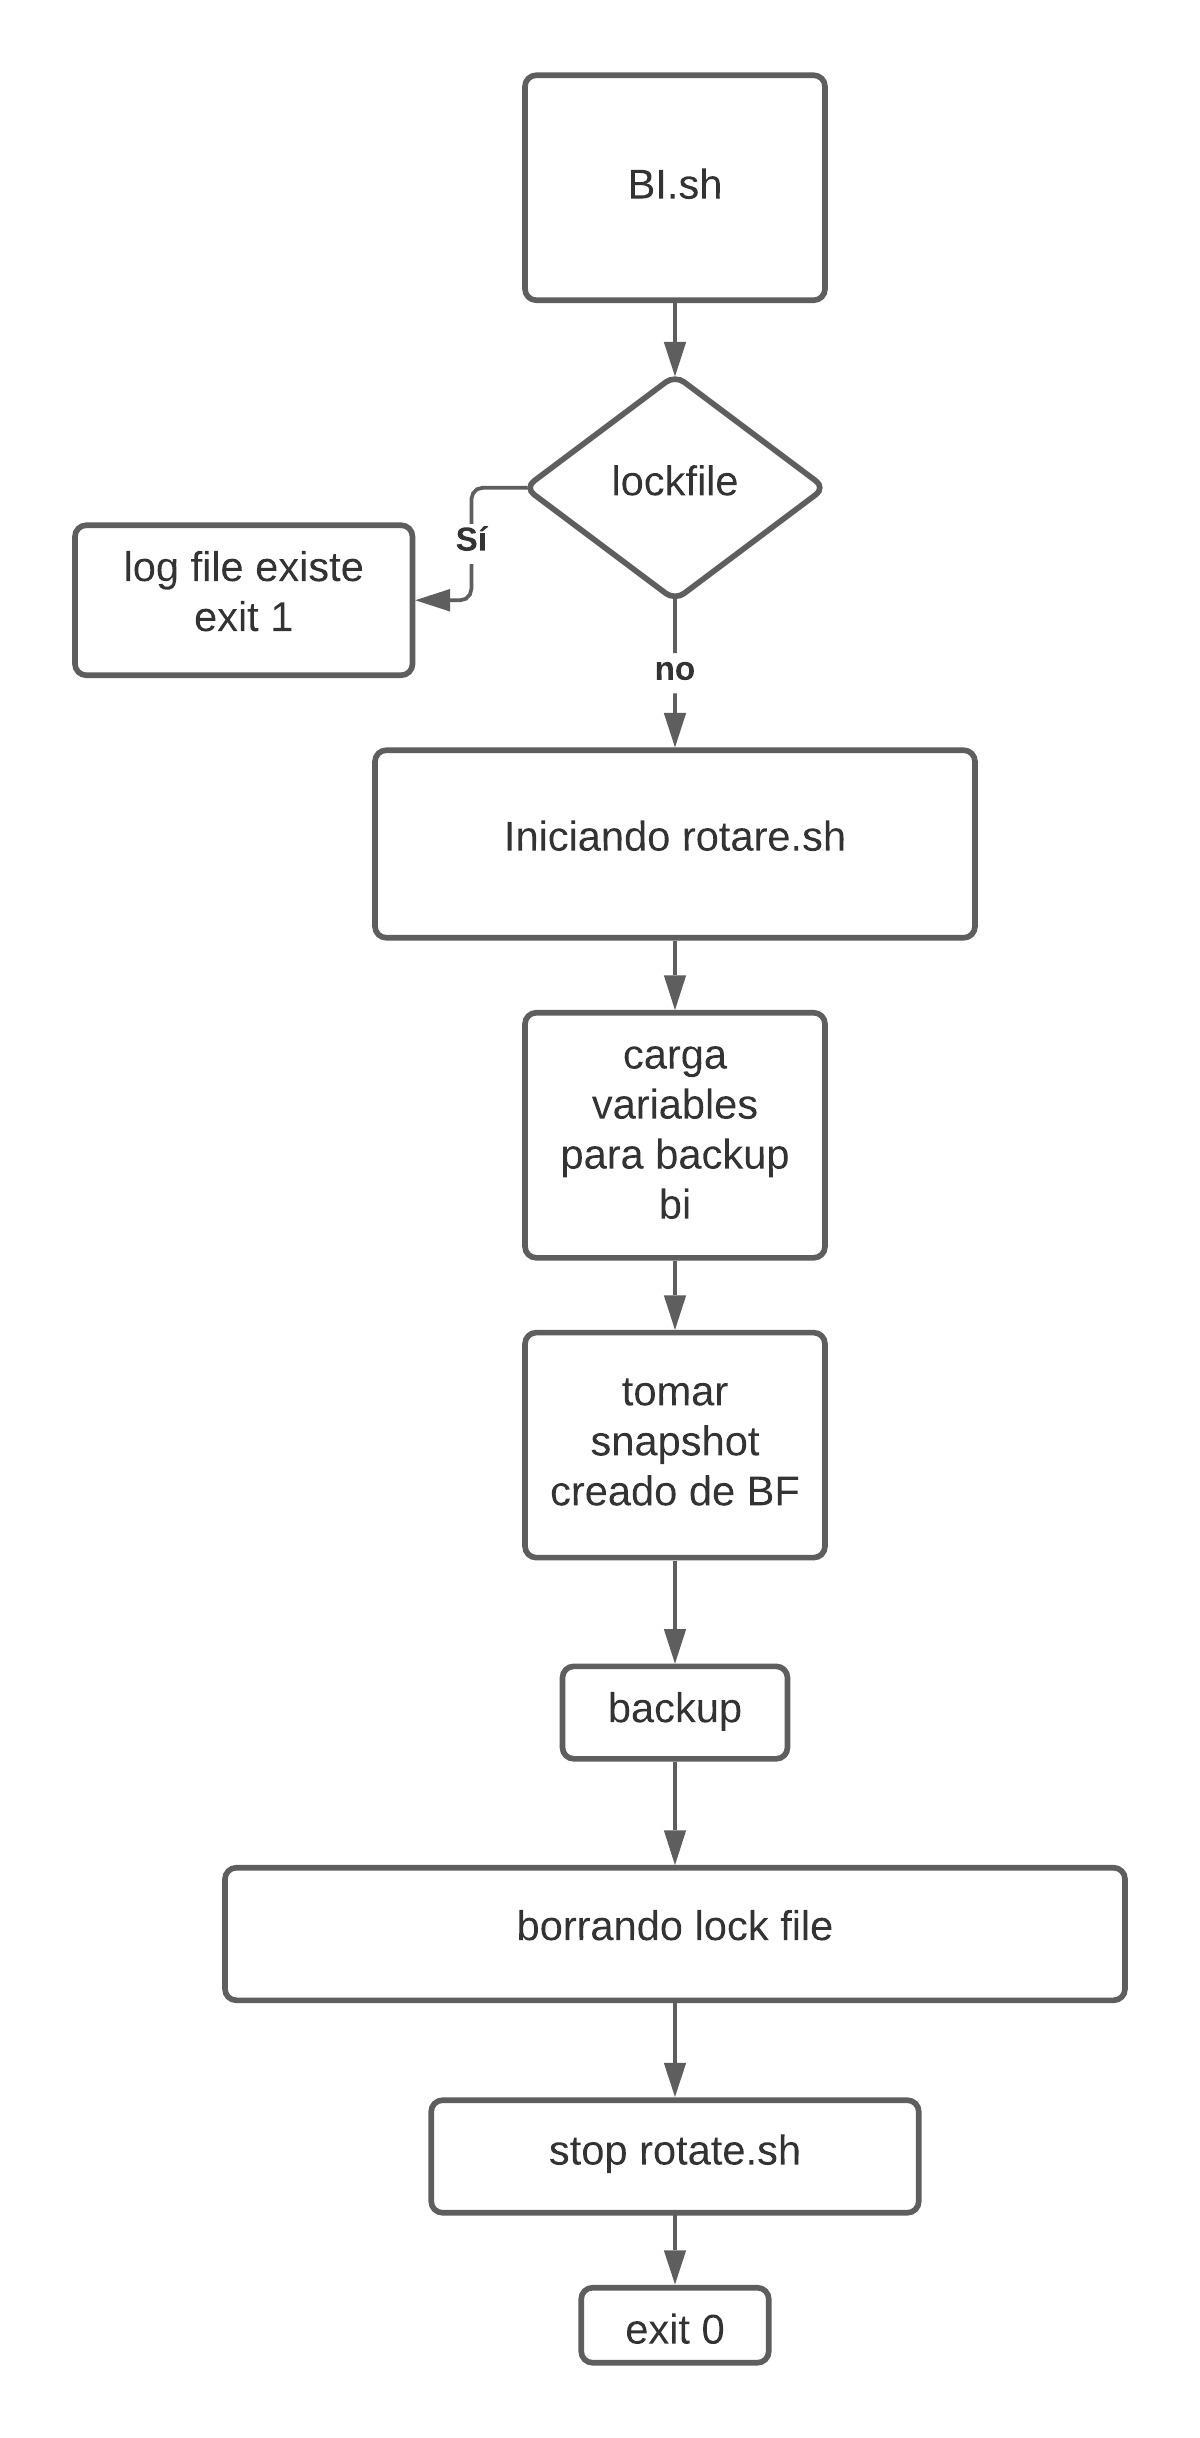 BI.sh
lockfile
Sí
log file existe
exit 1
no
Iniciando rotare.sh
carga
variables
para backup
bi
tomar
snapshot
creado de BF
backup
borrando lock file
stop rotate.sh
exit 0